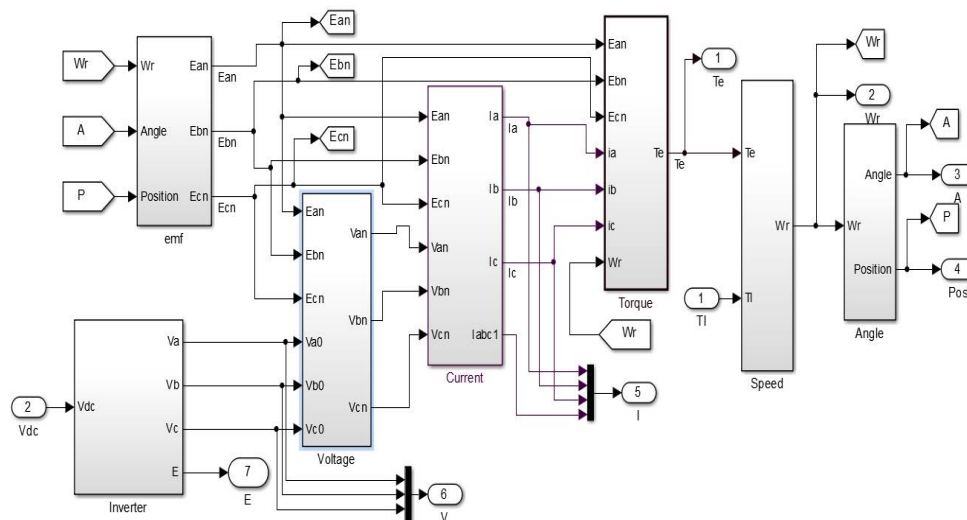 Wr
A
P
Wr
Angle
Position
Ean
Ebn
Ecn
Ean
Ebn
Ecn
emf
Ean
Ebn
Ecn
Ean
Ebn
Ecn
Va0
Vb0
Vc0
Van
Vbn
Vcn
Voltage
Ean
Ebn
Ecn
Van
Vbn
Vcn
Ia
Ib
Ic
Iabc1
Ia
Ib
Ic
Current
Ean
Ebn
Ecn
ia
ib
ic
Wr
Te
Te
Torque
Wr
1
Te
Te
Tl
Wr
Speed
1
Tl
Wr
2
Wr
Wr
Angle
Position
Angle
A
3
A
P
4
Pos
2
Vdc
Vdc
Va
Vb
Vc
E
Inverter
7
E
6
V
5
I